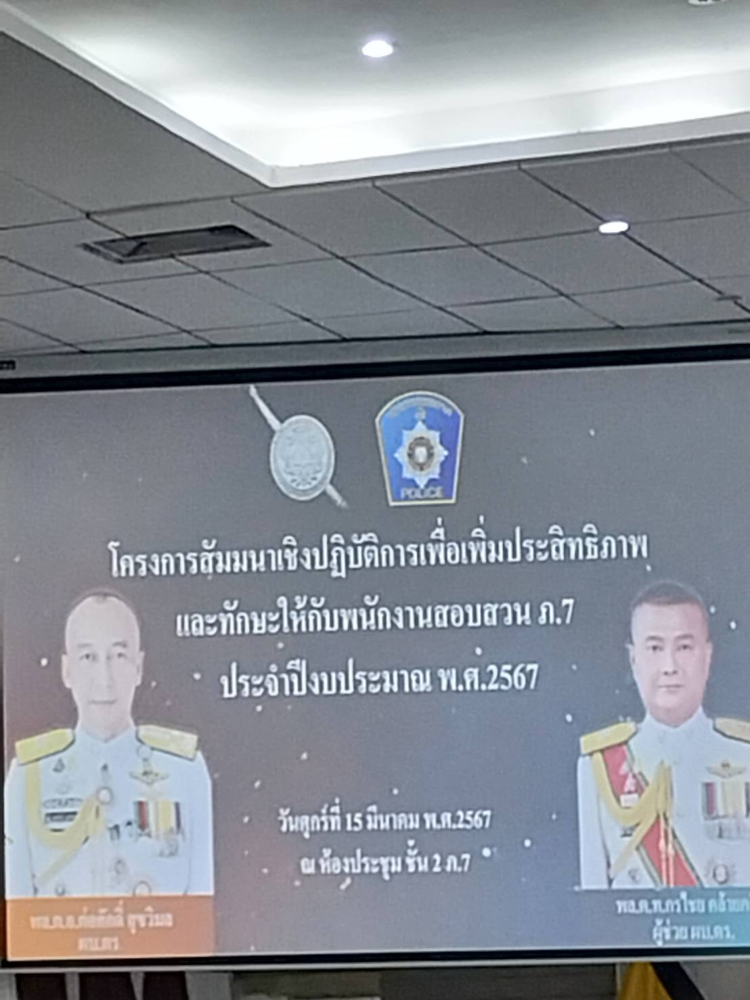 POLICE
โครงการสัมมนาเชิงปฏิบัติการเพื่อเพิ่มประสิทธิภาพ
และทักษะให้กับพนักงานสอบสวน ภ.7
ประจำปีงบประมาณ พ.ศ.2567
วันศุกร์ที่ 15 มีนาคม พ.ศ.2567
ณ ห้องประชุม ชั้น 2 ภ.7
พล.ต.อ.ต่อศักดิ์ สุขวิมล
ผบ.ตร.
พล.ต.ท.กรไชย คล้ายค
ผู้ช่วย ผบ.ตร.